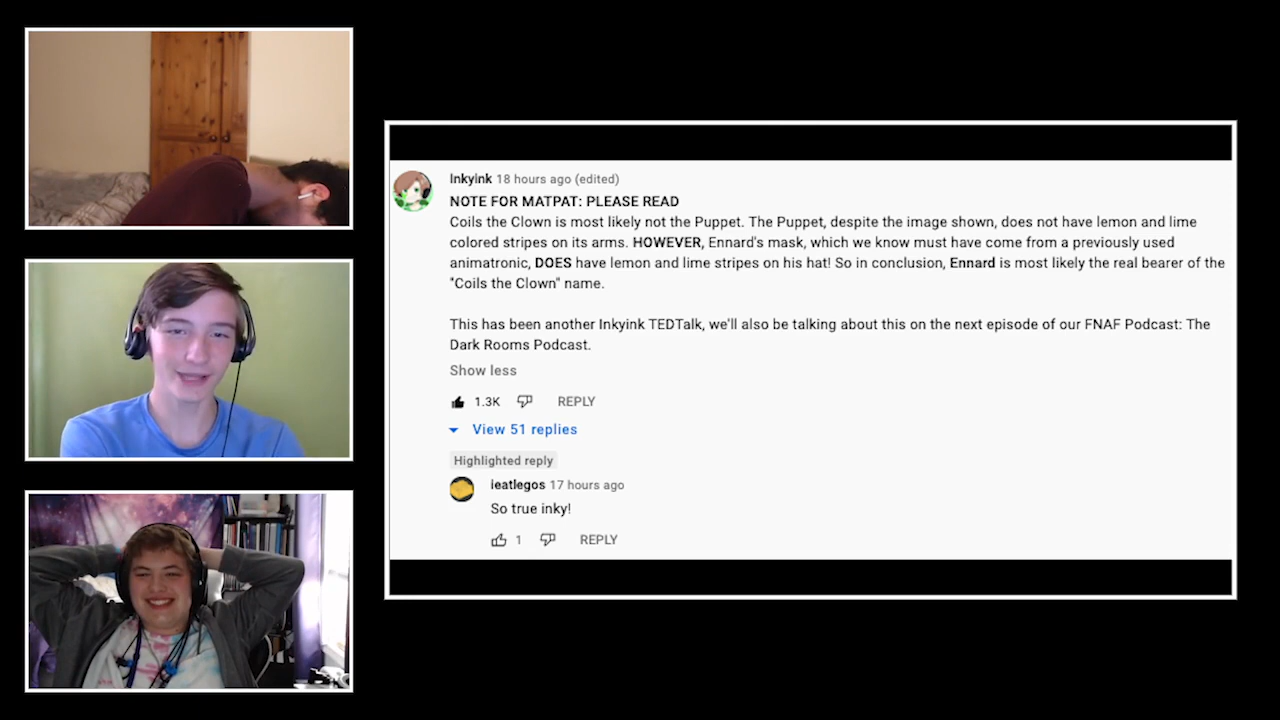 Inkyink 18 hours ago (edited)
NOTE FOR MATPAT: PLEASE READ
Coils the Clown is most likely not the Puppet. The Puppet, despite the image shown, does not have lemon and lime
colored stripes on its arms. HOWEVER, Ennard's mask, which we know must have come from a previously used
animatronic, DOES have lemon and lime stripes on his hat! So in conclusion, Ennard is most likely the real bearer of the
"Coils the Clown" name.
This has been another Inkyink TEDTalk, we'll also be talking about this on the next episode of our FNAF Podcast: The
Dark Rooms Podcast.
Show less
1.3K REPLY
View 51 replies
Highlighted reply
ieatlegos 17 hours ago
So true inky!
1 REPLY